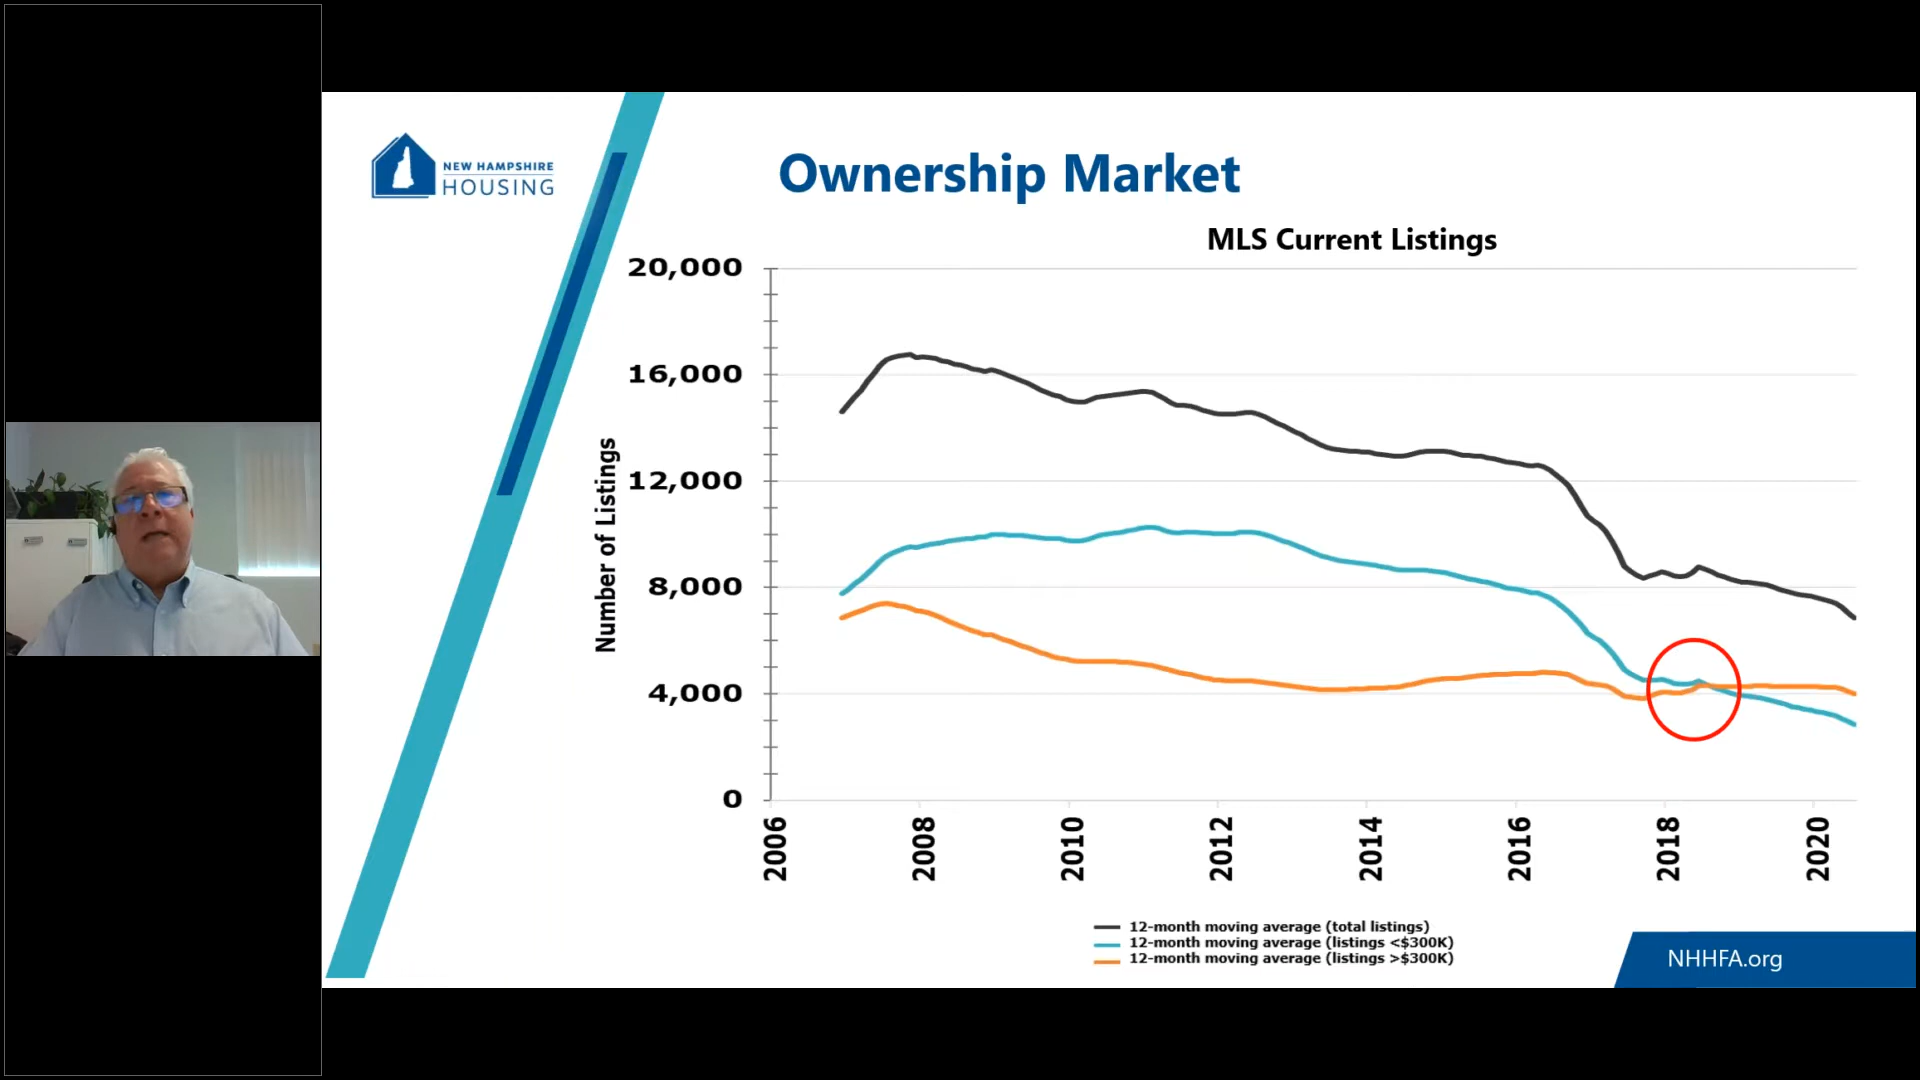 NEW HAMPSHIRE
HOUSING
Ownership Market
MLS Current Listings
Number of Listings
20,000
16,000
12,000
8,000
4,000
0
2006
2008
2010
2012
2014
2016
2018
2020
12-month moving average (total listings)
12-month moving average (listings <$300K)
12-month moving average (listings >$300K)
NHHFA.org